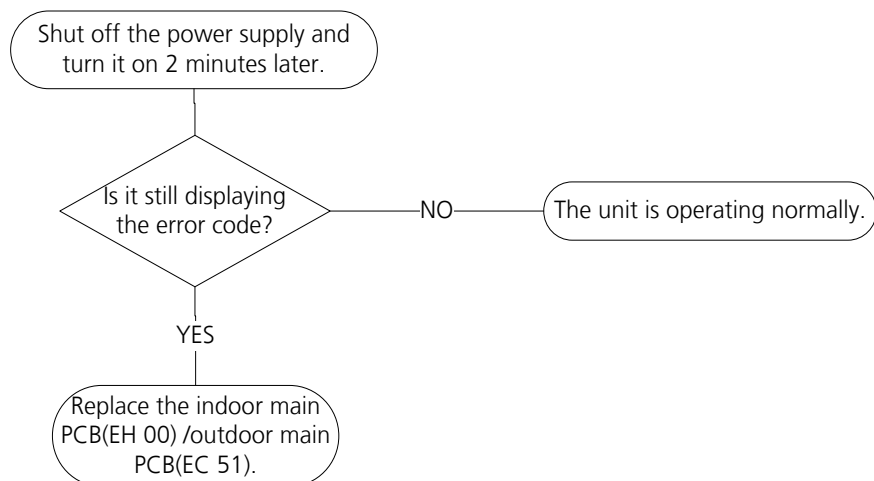 Shut off the power supply and
turn it on 2 minutes later.
Is it still displaying
the error code?
NO
The unit is operating normally.
YES
Replace the indoor main
PCB(EH 00) /outdoor main
PCB(EC 51).